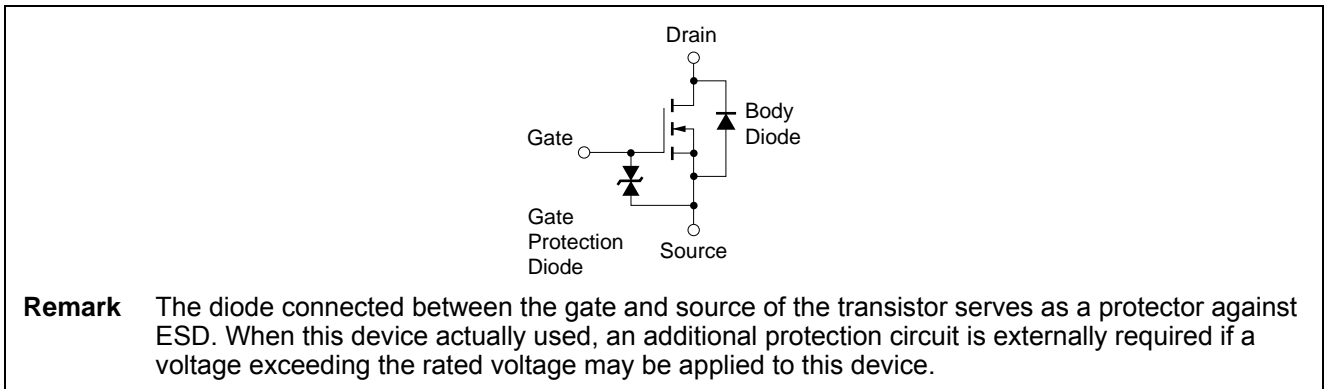 Drain
Body
Diode
Gate
Gate
Protection
Diode
Source
Remark The diode connected between the gate and source of the transistor serves as a protector against
ESD. When this device actually used, an additional protection circuit is externally required if a
voltage exceeding the rated voltage may be applied to this device.